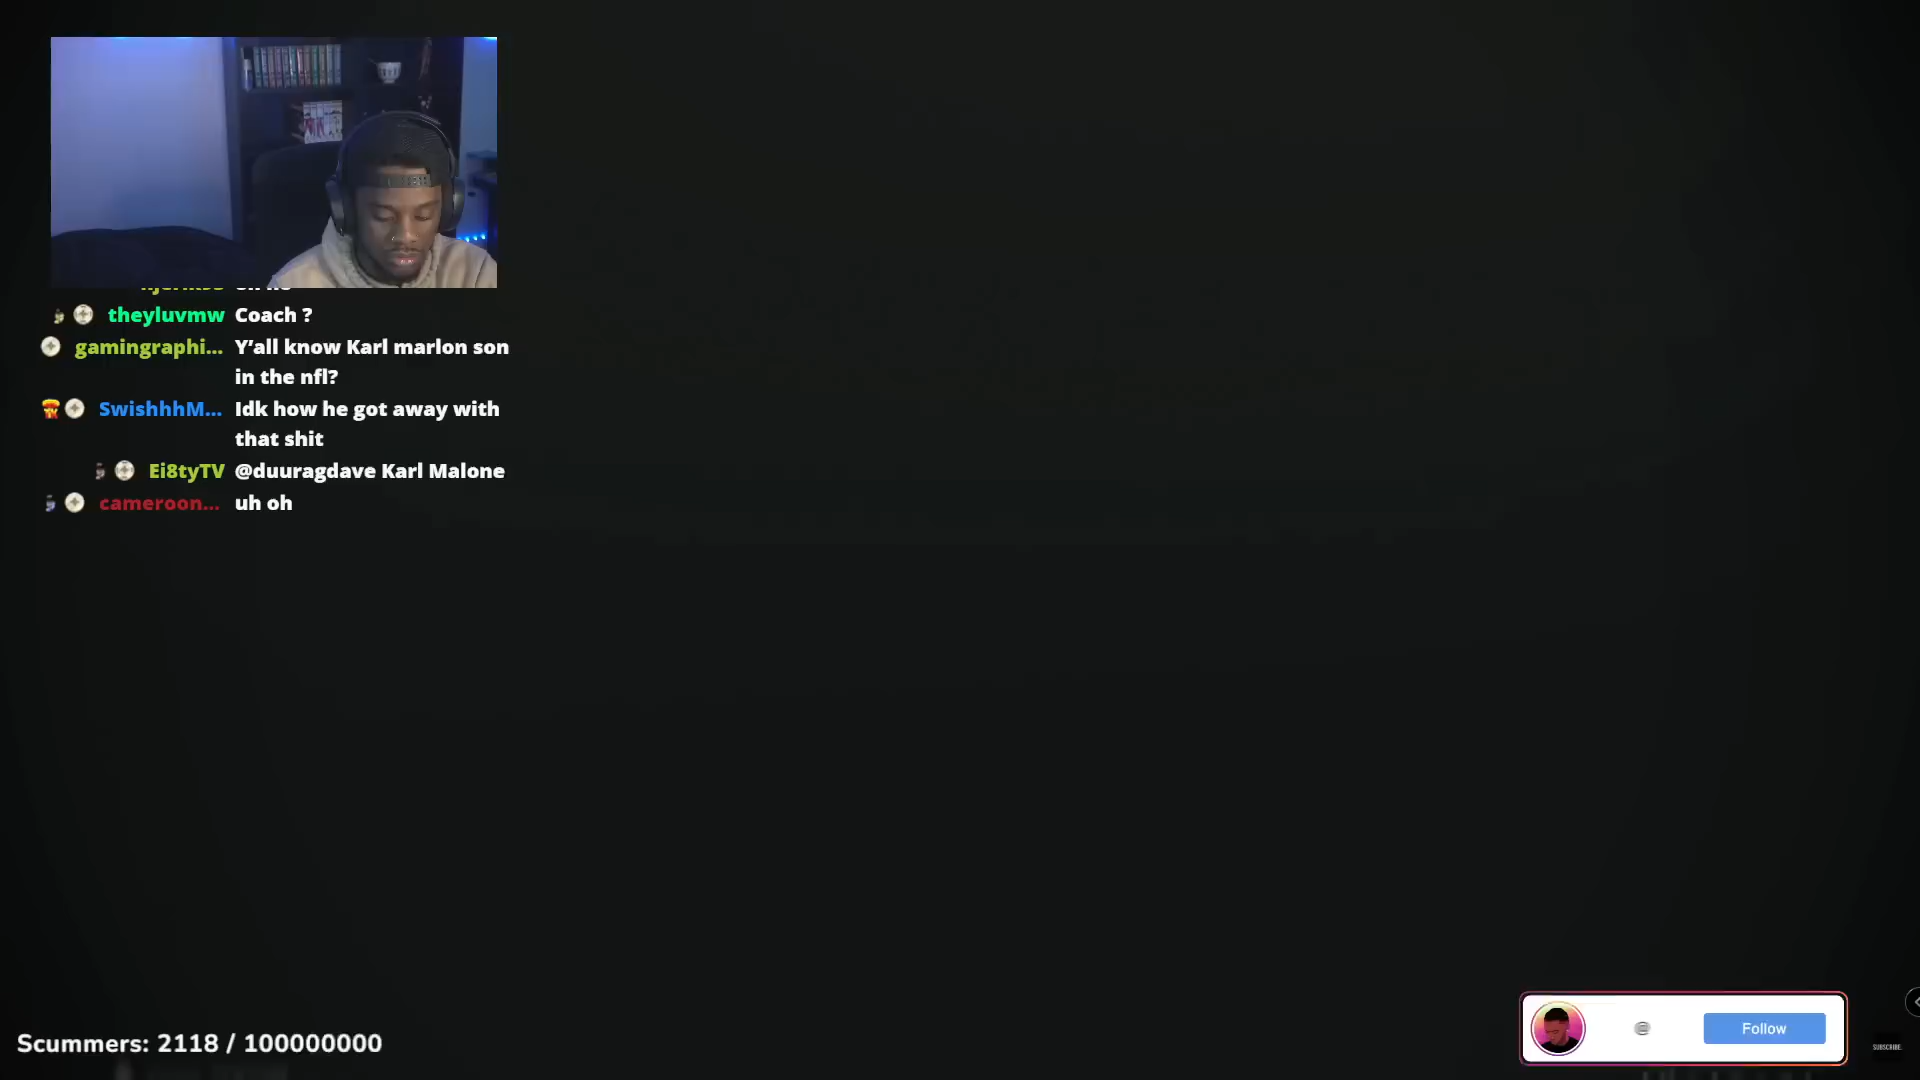 theyluvmw Coach ?
gamingraphi... Y’all know Karl marlon son
in the nfl?
SwishhhM... Idk how he got away with
that shit
Ei8tyTV @duuragdave Karl Malone
cameroon... uh oh
Scummers: 2118 / 100000000
@ Follow
SUBSCRIBE